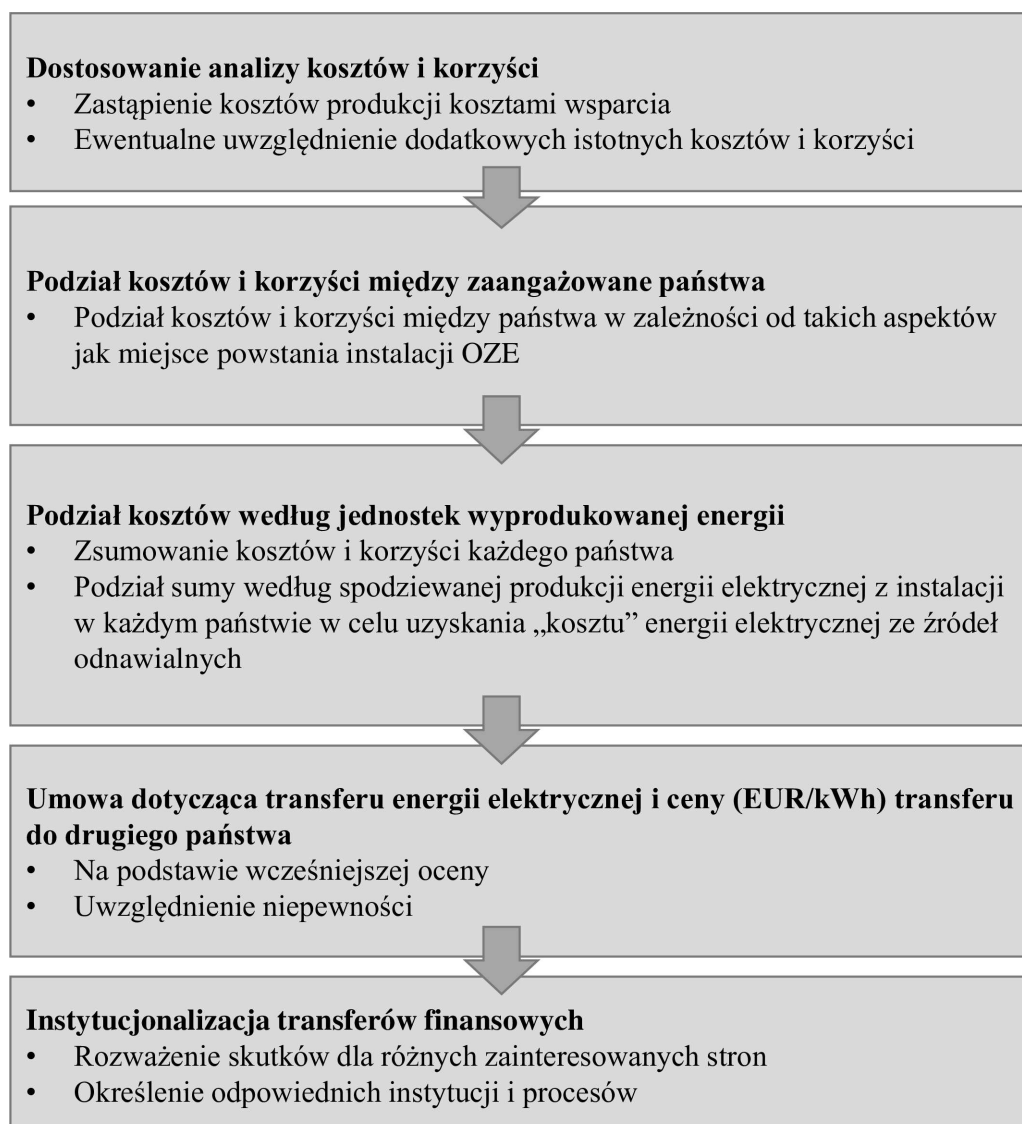 Dostosowanie analizy kosztów i korzyści
• Zastąpienie kosztów produkcji kosztami wsparcia
• Ewentualne uwzględnienie dodatkowych istotnych kosztów i korzyści
Podział kosztów i korzyści między zaangażowane państwa
• Podział kosztów i korzyści między państwa w zależności od takich aspektów
jak miejsce powstania instalacji OZE
Podział kosztów według jednostek wyprodukowanej energii
• Zsumowanie kosztów i korzyści każdego państwa
• Podział sumy według spodziewanej produkcji energii elektrycznej z instalacji
w każdym państwie w celu uzyskania „kosztu” energii elektrycznej ze źródeł
odnawialnych
Umowa dotycząca transferu energii elektrycznej i ceny (EUR/kWh) transferu
do drugiego państwa
• Na podstawie wcześniejszej oceny
• Uwzględnienie niepewności
Instytucjonalizacja transferów finansowych
• Rozważenie skutków dla różnych zainteresowanych stron
• Określenie odpowiednich instytucji i procesów